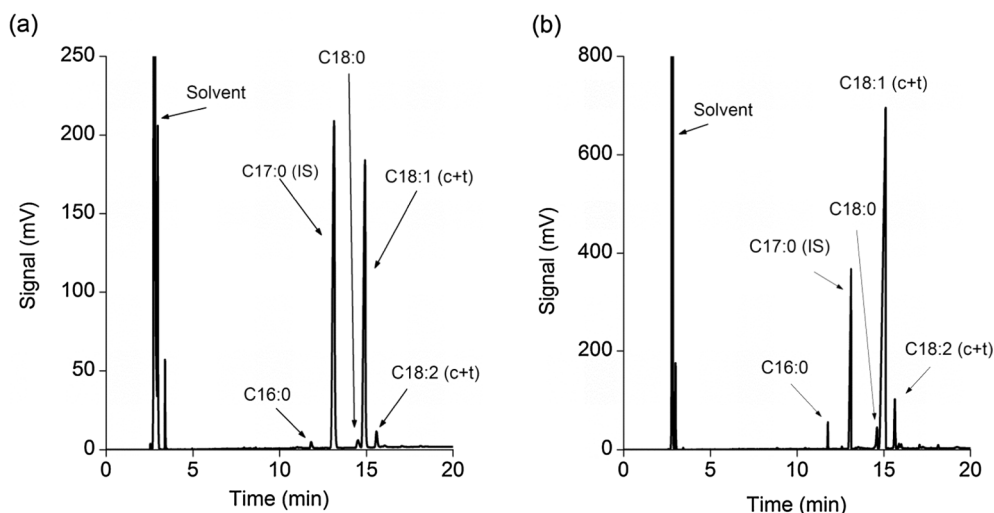 (a)
250
200
150
100
50
0
Signal (mV)
Solvent
C18:0
C17:0 (IS)
C18:1 (c+t)
C16:0
C18:2 (c+t)
0 5 10 15 20
Time (min)
(b)
800
600
400
200
0
Signal (mV)
C18:1 (c+t)
Solvent
C18:0
C17:0 (IS)
C16:0
C18:2 (c+t)
0 5 10 15 20
Time (min)